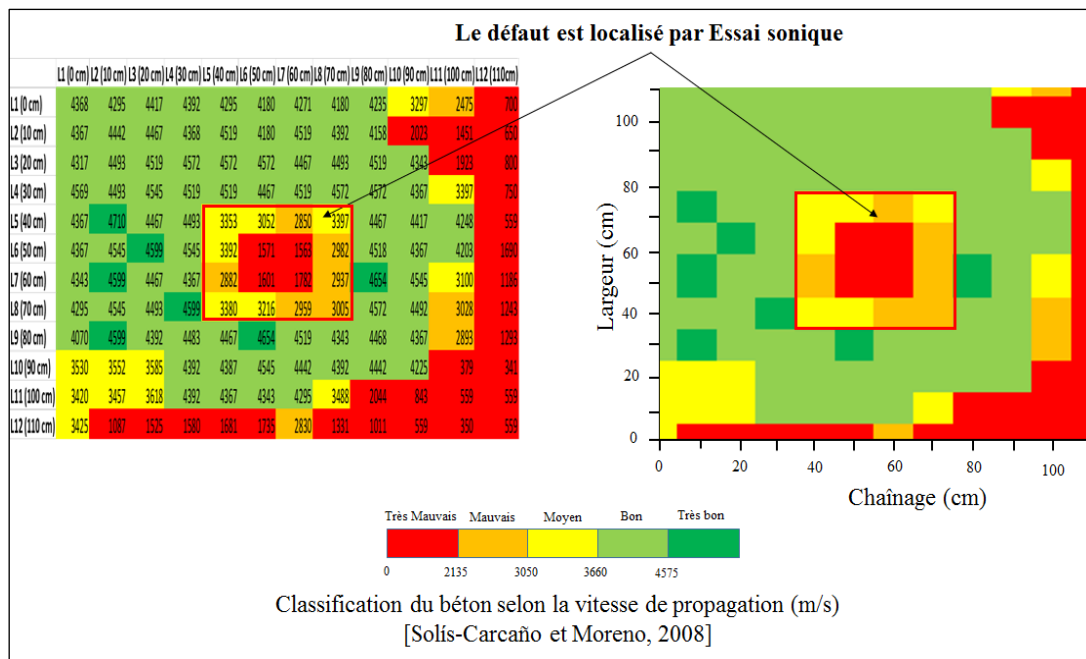 Le défaut est localisé par Essai sonique
L1 (0 cm) L2 (10 cm) L3 (20 cm) L4 (30 cm) L5 (40 cm) L6 (50 cm) L7 (60 cm) L8 (70 cm) L9 (80 cm) L10 (90 cm) L11 (100 cm) L12 (110cm)
L1 (0 cm) 4368 4295 4417 4392 4295 4180 4271 4180 4235 3297 2475 700
L2 (10 cm) 4367 4442 4467 4368 4519 4180 4519 4392 4158 2023 1451 650
L3 (20 cm) 4317 4493 4519 4572 4572 4467 4493 4519 4343 1923 800
L4 (30 cm) 4569 4493 4545 4519 4519 4467 4519 4572 4572 4367 3397 750
L5 (40 cm) 4367 4710 4467 4493 3353 3052 2850 3397 4467 4417 4248 559
L6 (50 cm) 4367 4545 4599 4545 3392 1571 1563 2982 4518 4367 4203 1690
L7 (60 cm) 4343 4599 4467 4367 2882 1601 1782 2937 4654 4545 3100 1186
L8 (70 cm) 4295 4545 4493 4599 3380 3216 2959 3005 4572 4492 3028 1243
L9 (80 cm) 4070 4599 4392 4483 4467 4654 4519 4343 4468 4367 2893 1293
L10 (90 cm) 3530 3552 3585 4392 4387 4545 4442 4392 4442 4225 379 341
L11 (100 cm) 3420 3457 3618 4392 4367 4343 4295 3488 2044 843 559 559
L12 (110 cm) 3425 1087 1525 1580 1681 1735 2830 1331 1011 559 350 559
100
80
60
40
20
0
Largeur (cm)
0 20 40 60 80 100
Chaînage (cm)
Très Mauvais Mauvais Moyen Bon Très bon
0 2135 3050 3660 4575
Classification du béton selon la vitesse de propagation (m/s)
[Solís-Carcaño et Moreno, 2008]